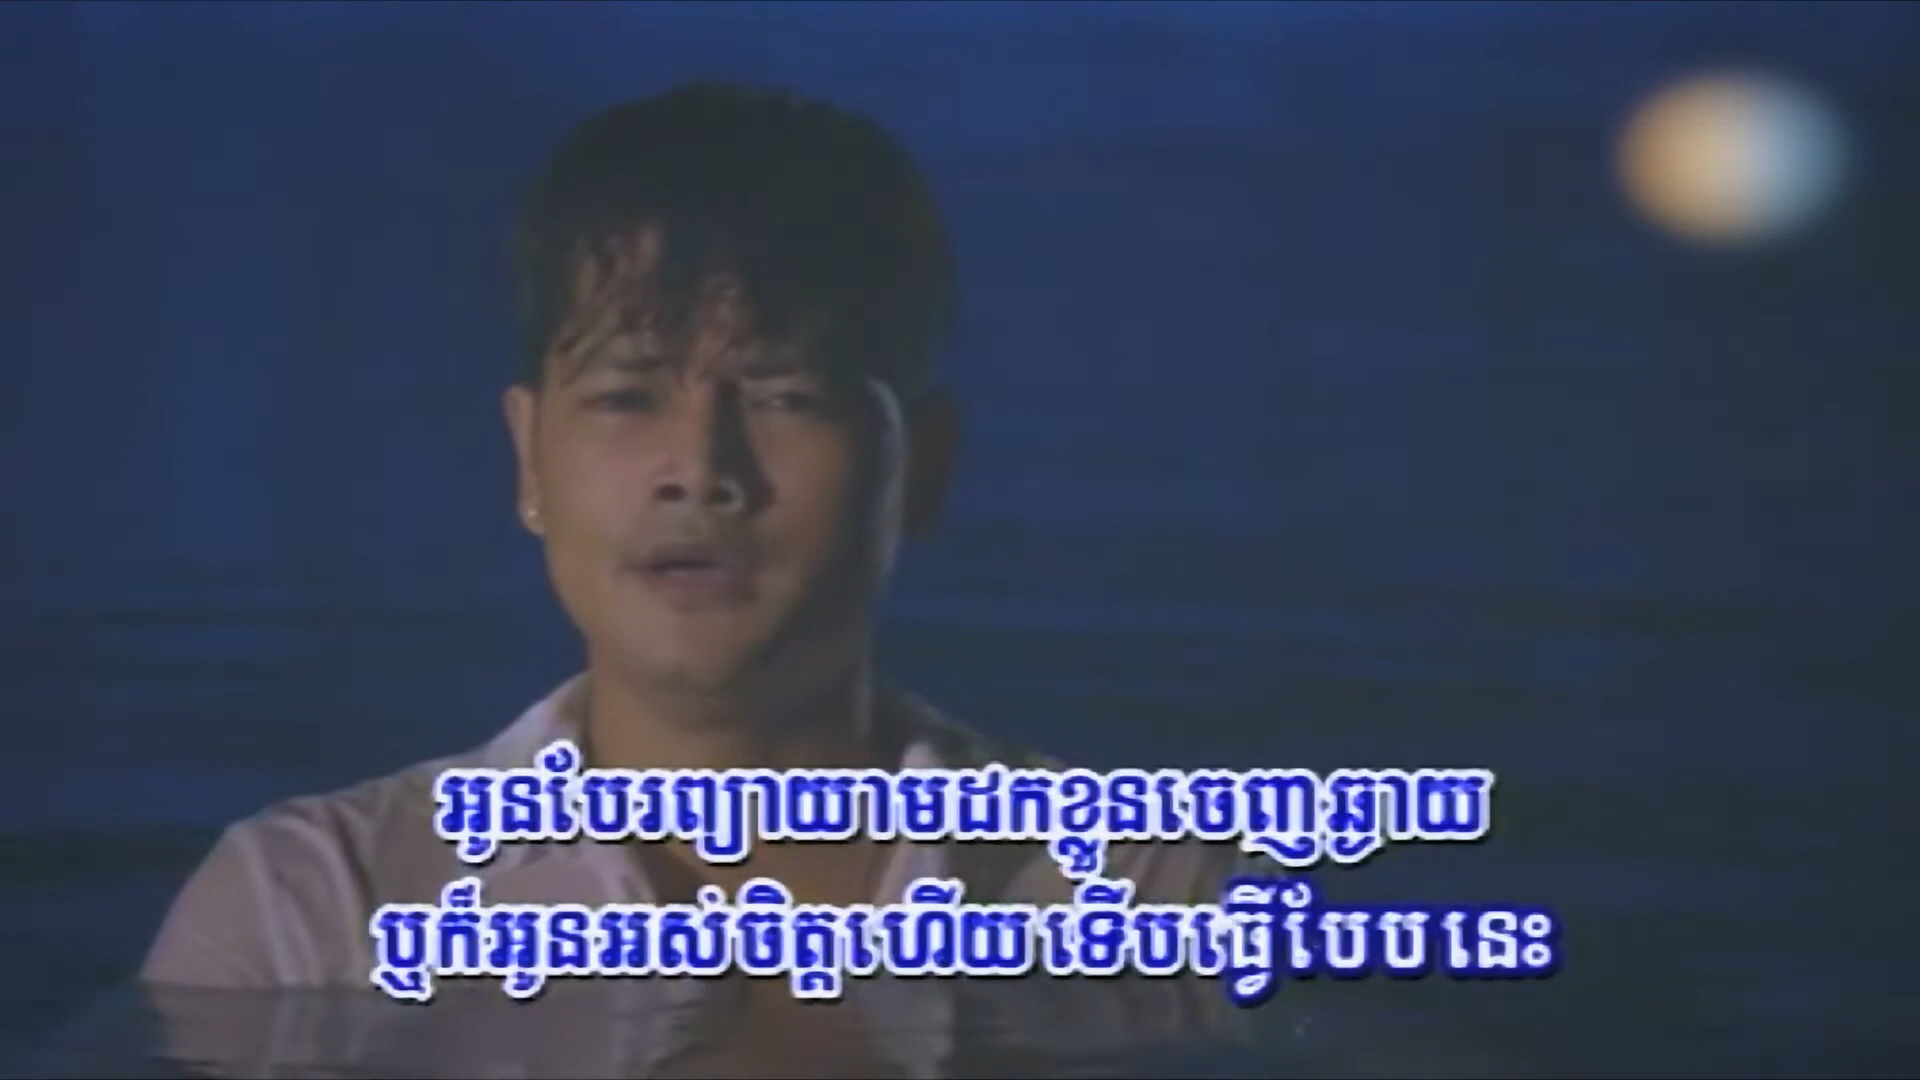 អូនបែរព្យាយាមដកខ្លួនចេញឆ្ងាយ
ឬក៏អូនអស់ចិត្តហើយទើបធ្វើបែបនេះ